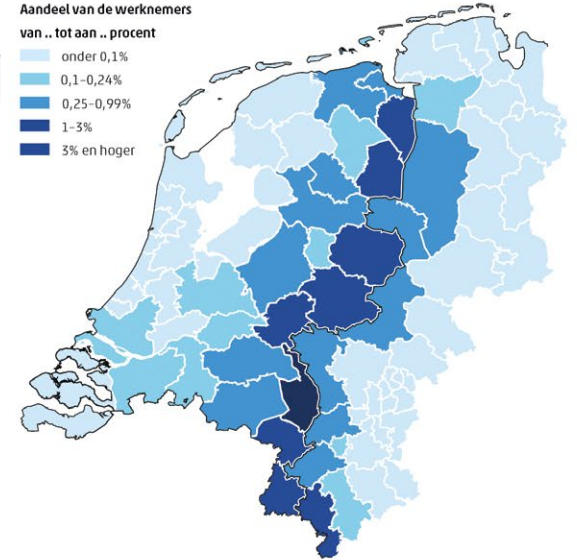 Aandeel van de werknemers
van .. tot aan .. procent
onder 0,1%
0,1-0,24%
0,25-0,99%
1-3%
3% en hoger